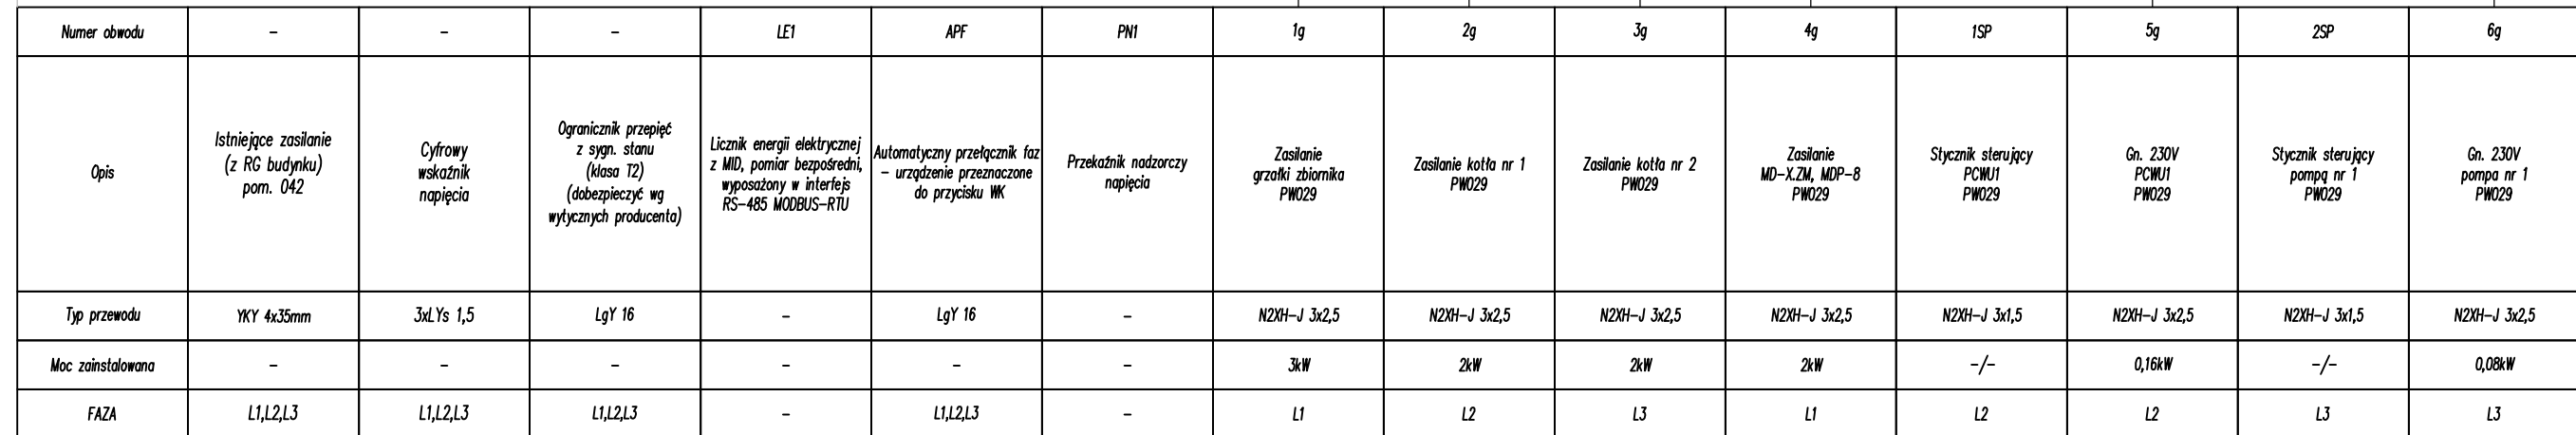 Numer obwodu - - - LE1 APF PN1 1g 2g 3g 4g 1SP 5g 2SP 6g
Opis
Istniejące zasilanie
(z RG budynku)
pom. 042
Cyfrowy
wskaźnik
napięcia
Ogranicznik przepięć
z sygn. stanu
(klasa T2)
(dobezpieczyć wg
wytycznych producenta)
Licznik energii elektrycznej
z MID, pomiar bezpośredni,
wyposażony w interfejs
RS-485 MODBUS-RTU
Automatyczny przełącznik faz
- urządzenie przeznaczone
do przycisku WK
Przekaźnik nadzorczy
napięcia
Zasilanie
grzałki zbiornika
PW029
Zasilanie kotła nr 1
PW029
Zasilanie kotła nr 2
PW029
Zasilanie
MD-X.ZM, MDP-8
PW029
Stycznik sterujący
PCWU1
PW029
Gn. 230V
PCWU1
PW029
Stycznik sterujący
pompą nr 1
PW029
Gn. 230V
pompa nr 1
PW029
Typ przewodu YKY 4x35mm 3xLYs 1,5 LgY 16 - LgY 16 - N2XH-J 3x2,5 N2XH-J 3x2,5 N2XH-J 3x2,5 N2XH-J 3x2,5 N2XH-J 3x1,5 N2XH-J 3x2,5 N2XH-J 3x1,5 N2XH-J 3x2,5
Moc zainstalowana - - - - - - 3kW 2kW 2kW 2kW -/- 0,16kW -/- 0,08kW
FAZA L1,L2,L3 L1,L2,L3 L1,L2,L3 - L1,L2,L3 - L1 L2 L3 L1 L2 L2 L3 L3